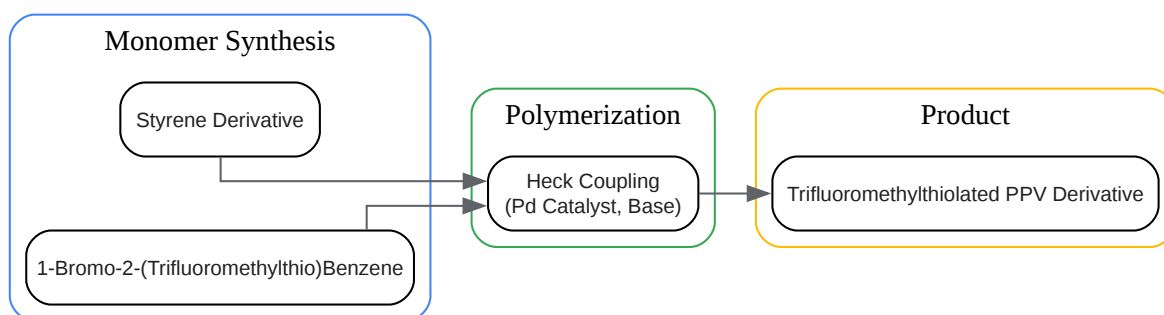 Monomer Synthesis
Styrene Derivative
1-Bromo-2-(Trifluoromethylthio)Benzene
Polymerization
Heck Coupling
(Pd Catalyst, Base)
Product
Trifluoromethylthiolated PPV Derivative